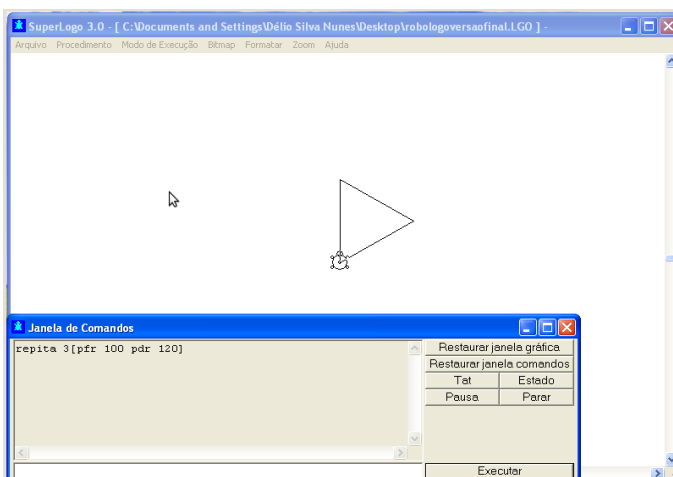 SuperLogo 3.0 - [ C:\Documents and Settings\Délio Silva Nunes\Desktop\robologoversaofinal.LGO ] -
Arquivo Procedimento Modo de Execução Bitmap Formatar Zoom Ajuda
Janela de Comandos
repita 3[pfr 100 pdr 120]
Restaurar janela gráfica
Restaurar janela comandos
Tat Estado
Pausa Parar
Executar